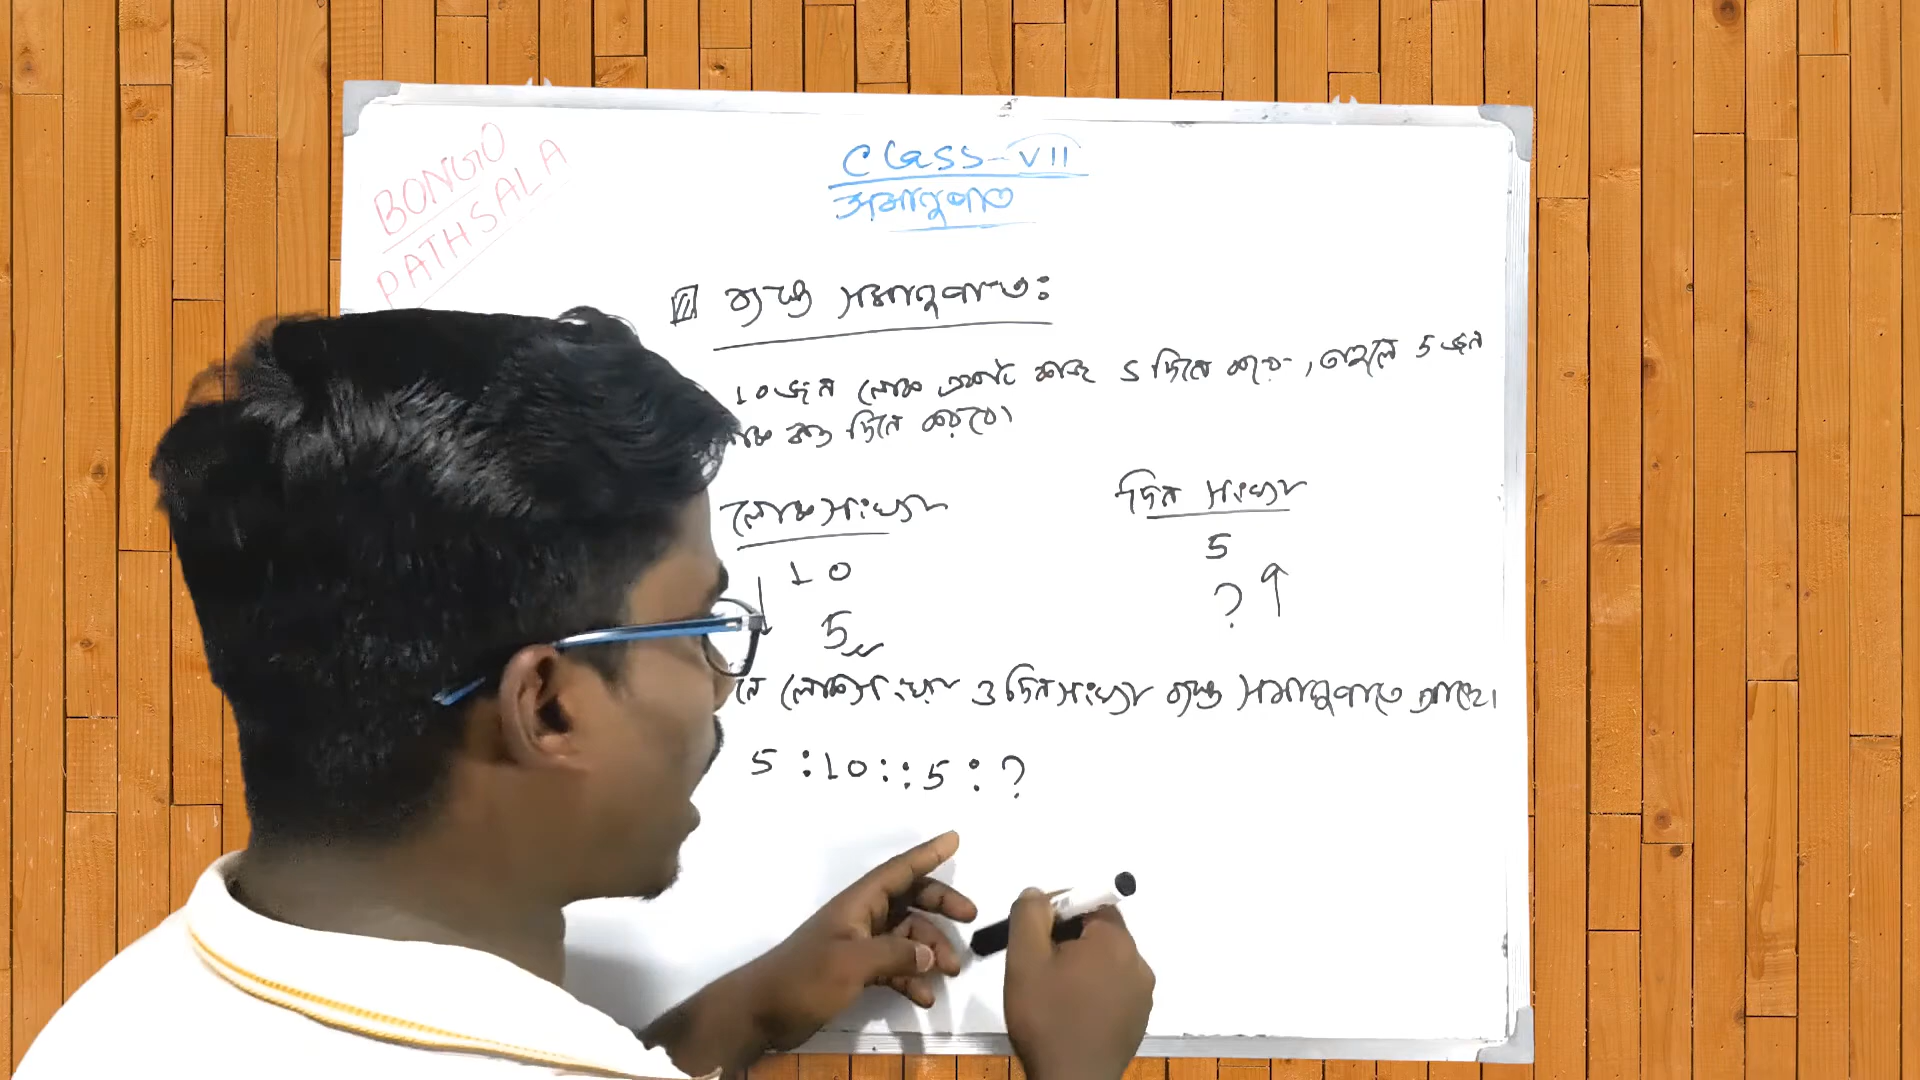 BONGO
PATHSALA
Class-VII
সমানুপাত
ব্যস্ত সমানুপাতঃ
10 জন লোক একটি কাজ 5 দিনে করে, তাহলে 5 জন
কত দিনে করবে।
লোকসংখ্যা
দিন সংখ্যা
10
5
5
?
লোকসংখ্যা ও দিনসংখ্যা ব্যস্ত সমানুপাতে আছে।
5 : 10 :: 5 : ?